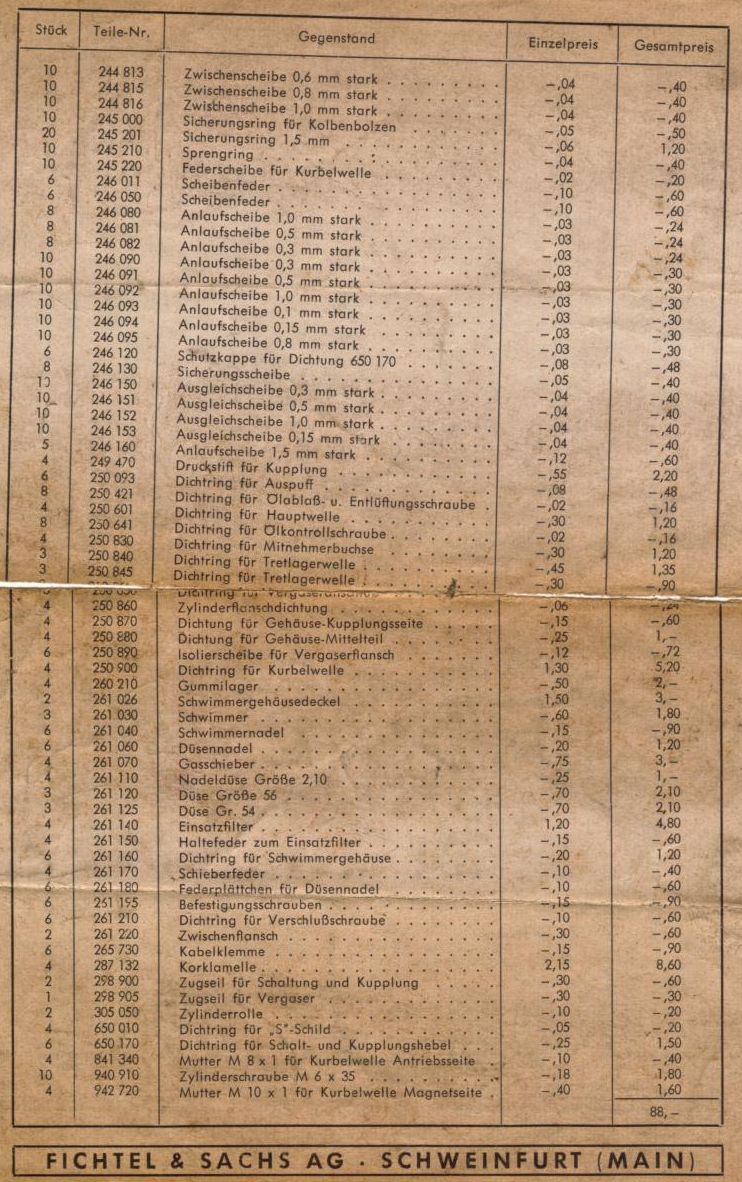 Stück Teile-Nr. Gegenstand Einzelpreis Gesamtpreis
10 244 813 Zwischenscheibe 0,6 mm stark –,04 –,40
10 244 815 Zwischenscheibe 0,8 mm stark –,04 –,40
10 244 816 Zwischenscheibe 1,0 mm stark –,04 –,40
10 245 000 Sicherungsring für Kolbenbolzen –,05 –,50
20 245 201 Sicherungsring 1,5 mm –,06 1,20
10 245 210 Sprengring –,04 –,40
10 245 220 Federscheibe für Kurbelwelle –,02 –,20
6 246 011 Scheibenfeder –,10 –,60
6 246 050 Scheibenfeder –,10 –,60
8 246 080 Anlaufscheibe 1,0 mm stark –,03 –,24
8 246 081 Anlaufscheibe 0,5 mm stark –,03 –,24
8 246 082 Anlaufscheibe 0,3 mm stark –,03 –,24
10 246 090 Anlaufscheibe 0,3 mm stark –,03 –,30
10 246 091 Anlaufscheibe 0,5 mm stark –,03 –,30
10 246 092 Anlaufscheibe 1,0 mm stark –,03 –,30
10 246 093 Anlaufscheibe 0,1 mm stark –,03 –,30
10 246 094 Anlaufscheibe 0,15 mm stark –,03 –,30
10 246 095 Anlaufscheibe 0,8 mm stark –,03 –,30
6 246 120 Schutzkappe für Dichtung 650 170 –,08 –,48
8 246 130 Sicherungsscheibe –,05 –,40
10 246 150 Ausgleichscheibe 0,3 mm stark –,04 –,40
10 246 151 Ausgleichscheibe 0,5 mm stark –,04 –,40
10 246 152 Ausgleichscheibe 1,0 mm stark –,04 –,40
10 246 153 Ausgleichscheibe 0,15 mm stark –,04 –,40
5 246 160 Anlaufscheibe 1,5 mm stark –,12 –,60
4 249 470 Druckstift für Kupplung –,55 2,20
6 250 093 Dichtring für Auspuff –,08 –,48
8 250 421 Dichtring für Ölablaß- u. Entlüftungsschraube –,02 –,16
4 250 601 Dichtring für Hauptwelle –,30 1,20
8 250 641 Dichtring für Ölkontrollschraube –,02 –,16
4 250 830 Dichtring für Mitnehmerbuchse –,30 1,20
3 250 840 Dichtring für Tretlagerwelle –,45 1,35
3 250 845 Dichtring für Tretlagerwelle –,30 –,90
Dichtring für
4 250 860 Zylinderflanschdichtung –,06 –,24
4 250 870 Dichtung für Gehäuse-Kupplungsseite –,15 –,60
4 250 880 Dichtung für Gehäuse-Mittelteil –,25 1,–
6 250 890 Isolierscheibe für Vergaserflansch –,12 –,72
4 250 900 Dichtring für Kurbelwelle 1,30 5,20
4 260 210 Gummilager –,50 2,–
2 261 026 Schwimmergehäusedeckel 1,50 3,–
3 261 030 Schwimmer –,60 1,80
6 261 040 Schwimmernadel –,15 –,90
6 261 060 Düsennadel –,20 1,20
4 261 070 Gasschieber –,75 3,–
4 261 110 Nadeldüse Größe 2,10 –,25 1,–
3 261 120 Düse Größe 56 –,70 2,10
3 261 125 Düse Gr. 54 –,70 2,10
4 261 140 Einsatzfilter 1,20 4,80
4 261 150 Haltefeder zum Einsatzfilter –,15 –,60
6 261 160 Dichtring für Schwimmergehäuse –,20 1,20
4 261 170 Schieberfeder –,10 –,40
6 261 180 Federplättchen für Düsennadel –,10 –,60
6 261 155 Befestigungsschrauben –,15 –,90
6 261 210 Dichtring für Verschlußschraube –,10 –,60
2 261 220 Zwischenflansch –,30 –,60
6 265 730 Kabelklemme –,15 –,90
4 287 132 Korklamelle 2,15 8,60
2 298 900 Zugseil für Schaltung und Kupplung –,30 –,60
1 298 905 Zugseil für Vergaser –,30 –,30
2 305 050 Zylinderrolle –,10 –,20
4 650 010 Dichtring für „S"-Schild –,05 –,20
6 650 170 Dichtring für Schalt- und Kupplungshebel –,25 1,50
4 841 340 Mutter M 8 x 1 für Kurbelwelle Antriebsseite –,10 –,40
10 940 910 Zylinderschraube M 6 x 35 –,18 1,80
4 942 720 Mutter M 10 x 1 für Kurbelwelle Magnetseite –,40 1,60
88,–
FICHTEL & SACHS AG · SCHWEINFURT (MAIN)